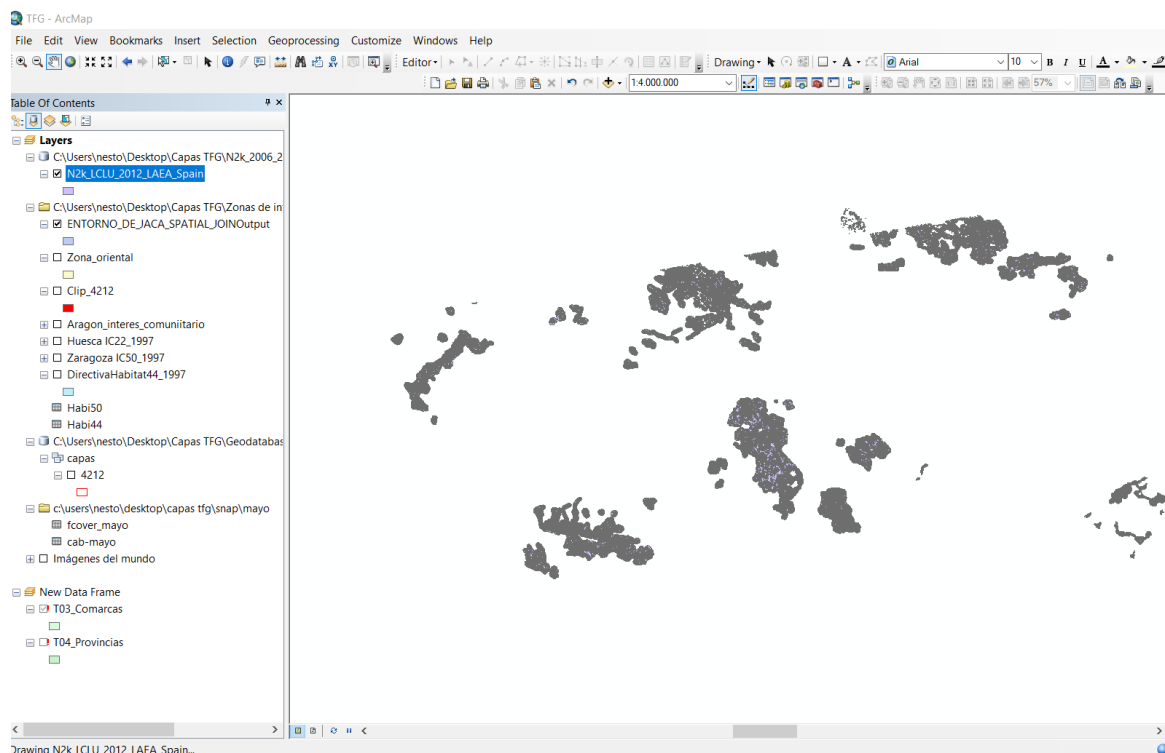 TFG - ArcMap
File Edit View Bookmarks Insert Selection Geoprocessing Customize Windows Help
Editor Drawing A Arial 10 B I U A
1:4.000.000 57%
Table Of Contents
Layers
C:\Users\nesto\Desktop\Capas TFG\N2k_2006_2
N2k_LCLU_2012_LAEA_Spain
C:\Users\nesto\Desktop\Capas TFG\Zonas de in
ENTORNO_DE_JACA_SPATIAL_JOINOutput
Zona_oriental
Clip_4212
Aragon_interes_comuniitario
Huesca IC22_1997
Zaragoza IC50_1997
DirectivaHabitat44_1997
Habi50
Habi44
C:\Users\nesto\Desktop\Capas TFG\Geodatabas
capas
4212
c:\users\nesto\desktop\capas tfg\snap\mayo
fcover_mayo
cab-mayo
Imágenes del mundo
New Data Frame
T03_Comarcas
T04_Provincias
Drawing N2k_LCLU_2012_LAEA_Spain...